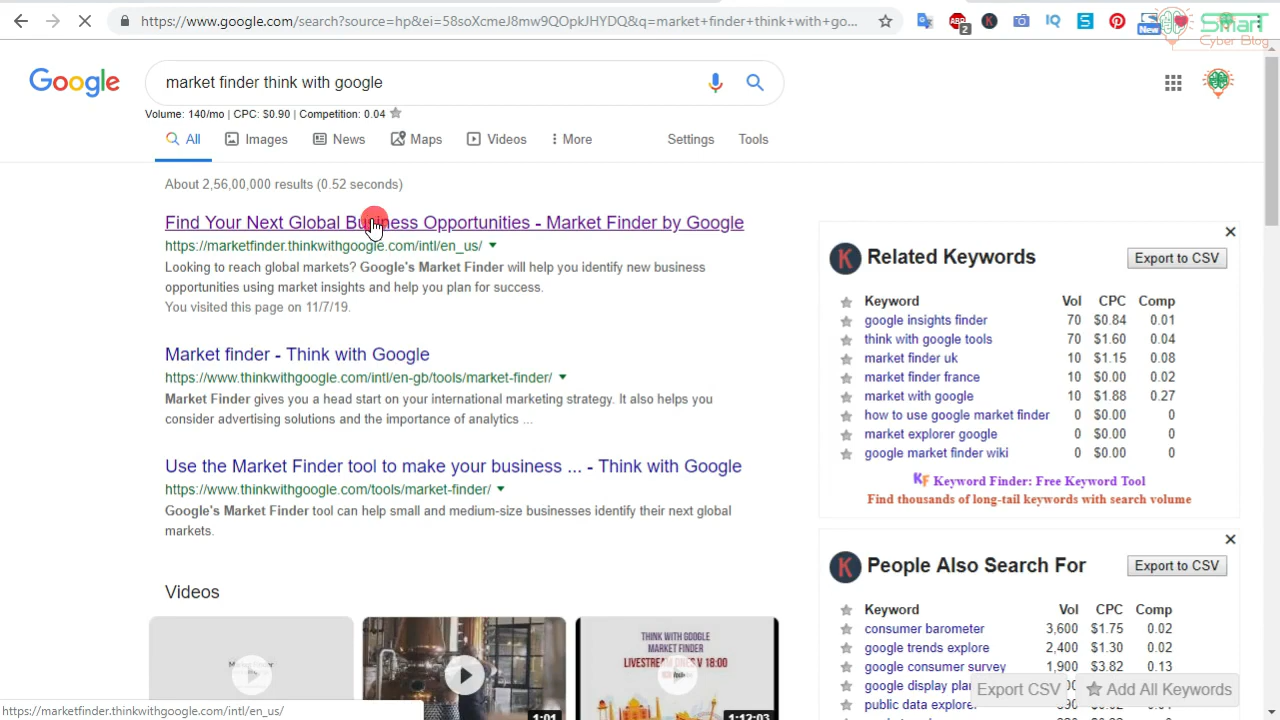 https://www.google.com/search?source=hp&ei=58soXcmeJ8mw9QOpkJHYDQ&q=market+finder+think+with+go...
2
New
SmarT
Cyber Blog
Google
market finder think with google
Volume: 140/mo | CPC: $0.90 | Competition: 0.04
All Images News Maps Videos More Settings Tools
About 2,56,00,000 results (0.52 seconds)
Find Your Next Global Business Opportunities - Market Finder by Google
https://marketfinder.thinkwithgoogle.com/intl/en_us/
Looking to reach global markets? Google's Market Finder will help you identify new business
opportunities using market insights and help you plan for success.
You visited this page on 11/7/19.
Market finder - Think with Google
https://www.thinkwithgoogle.com/intl/en-gb/tools/market-finder/
Market Finder gives you a head start on your international marketing strategy. It also helps you
consider advertising solutions and the importance of analytics ...
Use the Market Finder tool to make your business ... - Think with Google
https://www.thinkwithgoogle.com/tools/market-finder/
Google's Market Finder tool can help small and medium-size businesses identify their next global
markets.
Videos
THINK WITH GOOGLE
MARKET FINDER
1:01
1:12:03
https://marketfinder.thinkwithgoogle.com/intl/en_us/
Related Keywords
Export to CSV
Keyword Vol CPC Comp
google insights finder 70 $0.84 0.01
think with google tools 70 $1.60 0.04
market finder uk 10 $1.15 0.08
market finder france 10 $0.00 0.02
market with google 10 $1.88 0.27
how to use google market finder 0 $0.00 0
market explorer google 0 $0.00 0
google market finder wiki 0 $0.00 0
KF Keyword Finder: Free Keyword Tool
Find thousands of long-tail keywords with search volume
People Also Search For
Export to CSV
Keyword Vol CPC Comp
consumer barometer 3,600 $1.75 0.02
google trends explore 2,400 $1.30 0.02
google consumer survey 1,900 $3.82 0.13
google display
public data explorer
Export CSV
Add All Keywords